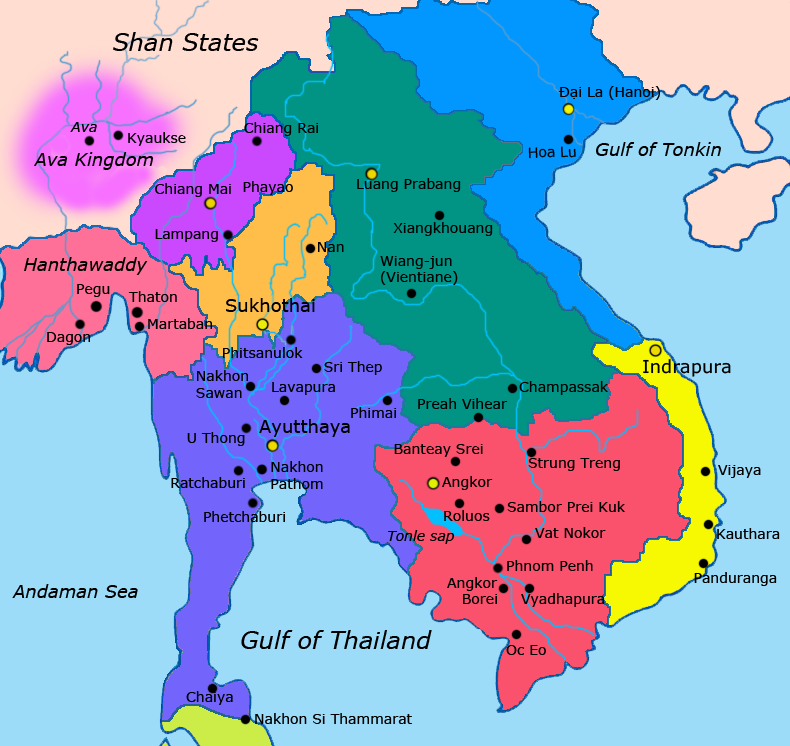 Shan States
Đại La (Hanoi)
Ava
Kyaukse
Chiang Rai
Hoa Lu
Gulf of Tonkin
Ava Kingdom
Chiang Mai
Phayao
Luang Prabang
Lampang
Xiangkhouang
Nan
Hanthawaddy
Wiang-jun
(Vientiane)
Pegu
Thaton
Sukhothai
Dagon
Martaban
Phitsanulok
Indrapura
Nakhon
Sawan
Sri Thep
Lavapura
Champassak
Phimai
Preah Vihear
U Thong
Ayutthaya
Banteay Srei
Strung Treng
Ratchaburi
Nakhon
Pathom
Angkor
Vijaya
Phetchaburi
Roluos
Sambor Prei Kuk
Tonle sap
Vat Nokor
Kauthara
Phnom Penh
Panduranga
Andaman Sea
Angkor
Borei
Vyadhapura
Gulf of Thailand
Oc Eo
Chaiya
Nakhon Si Thammarat